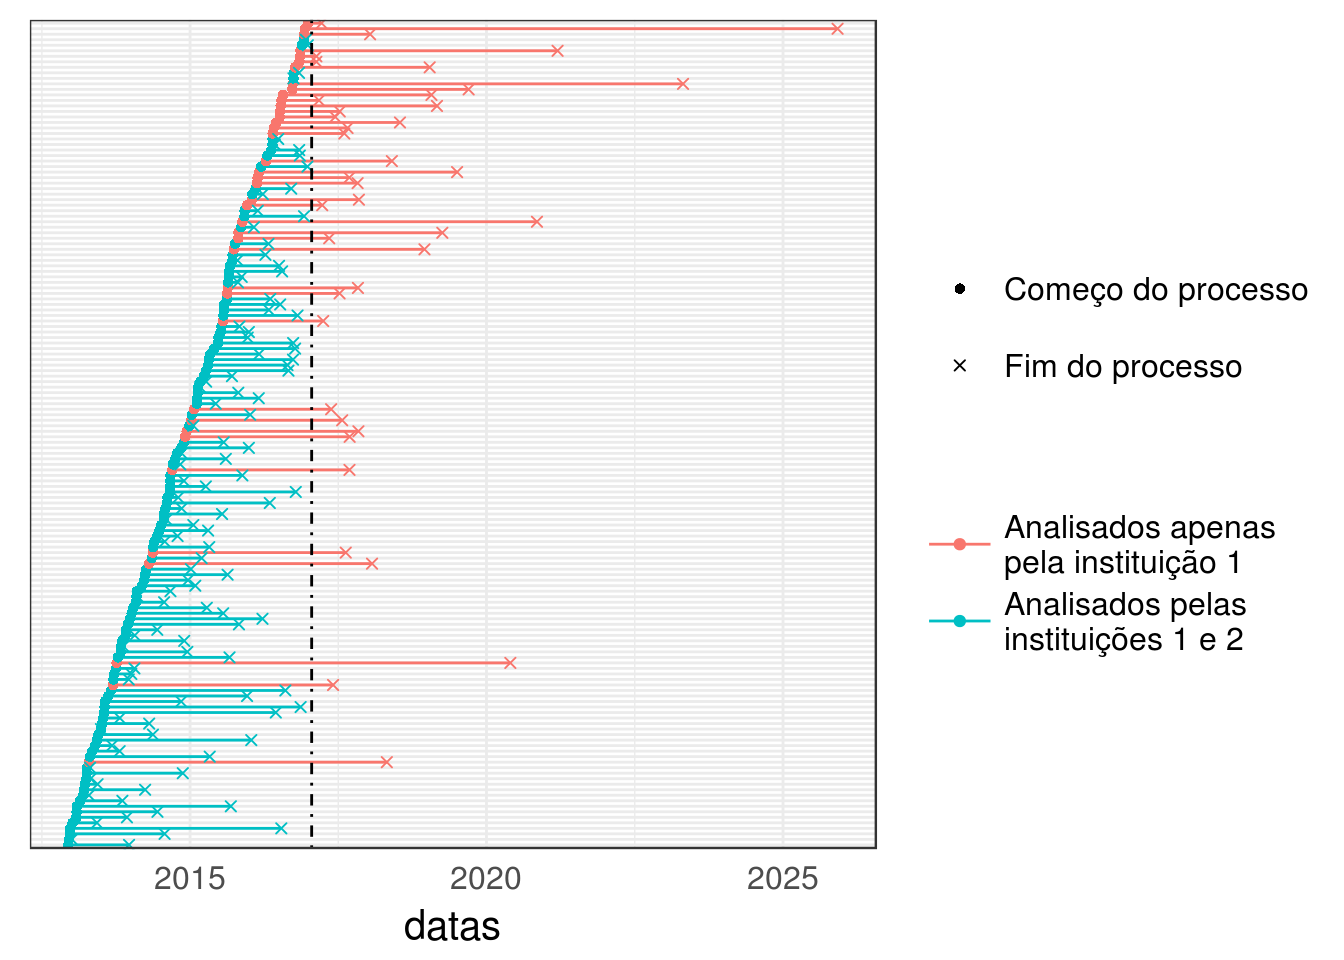 2015 2020 2025
datas
Começo do processo
Fim do processo
Analisados apenas
pela instituição 1
Analisados pelas
instituições 1 e 2